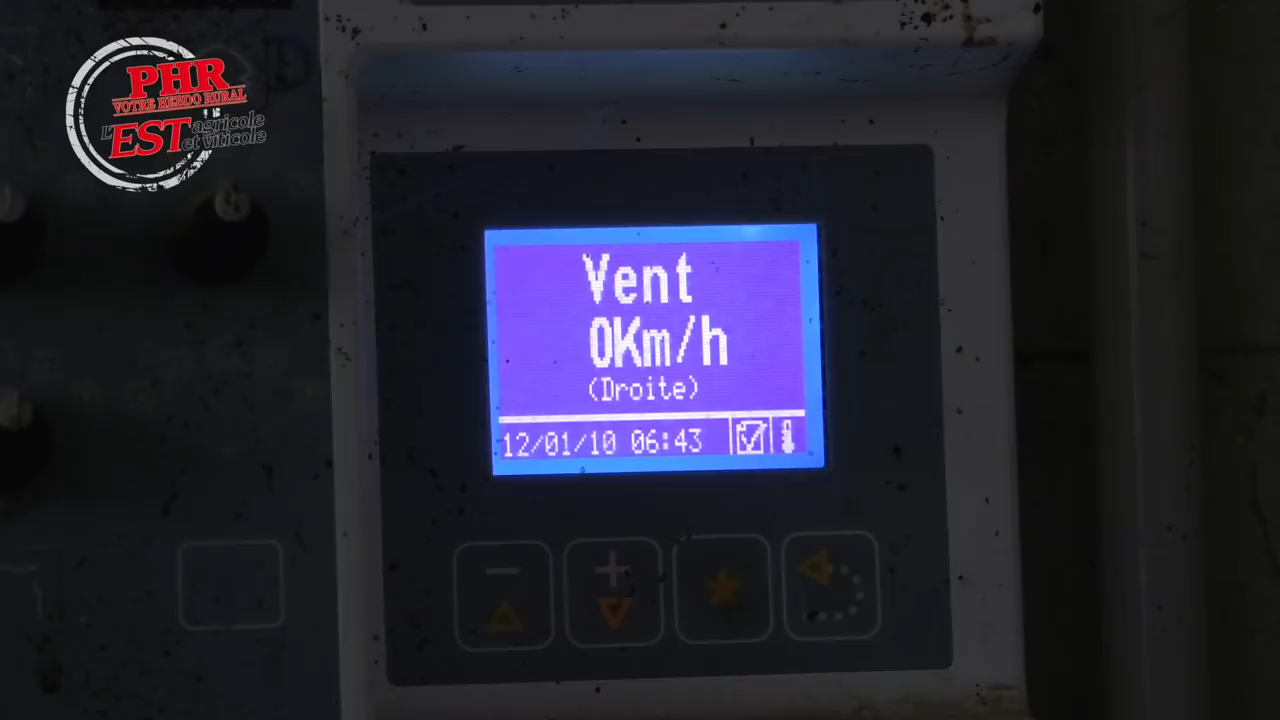 PHR
VOTRE HEBDO RURAL
L'EST agricole
et viticole
Vent
0Km/h
(Droite)
12/01/10 06:43